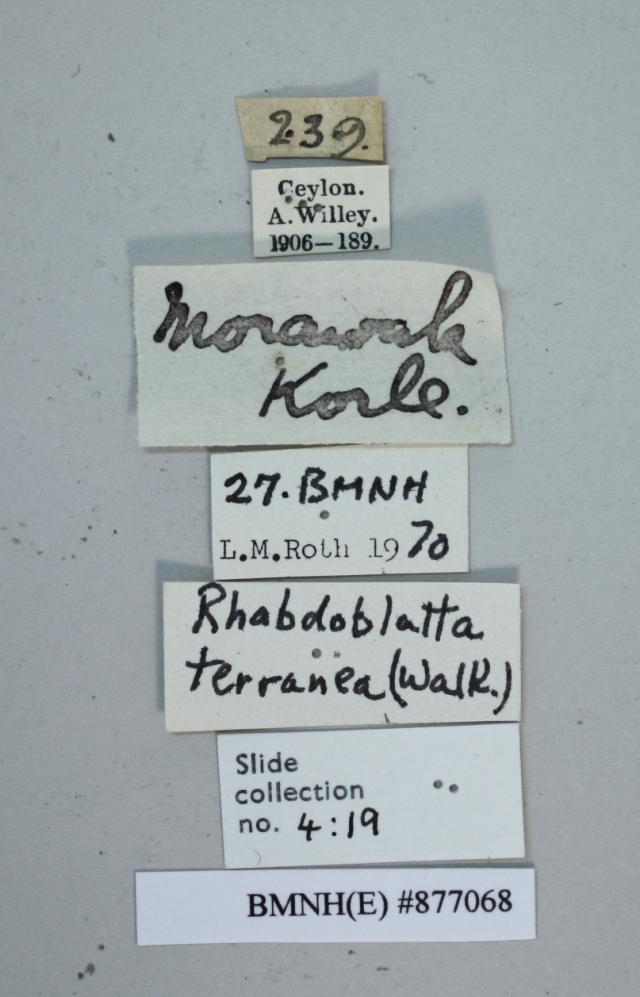 239.
Ceylon.
A. Willey.
1906–189.
Morawak
Korle.
27. BMNH
L.M.Roth 1970
Rhabdoblatta
terranea (Walk.)
Slide
collection
no. 4:19
BMNH(E) #877068